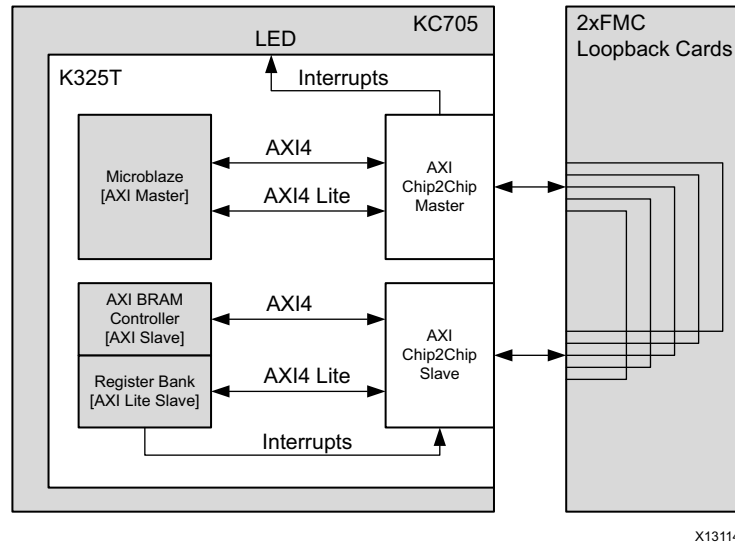 KC705
2xFMC
Loopback Cards
LED
K325T
Interrupts
Microblaze
[AXI Master]
AXI4
AXI4 Lite
AXI
Chip2Chip
Master
AXI BRAM
Controller
[AXI Slave]
Register Bank
[AXI Lite Slave]
AXI4
AXI4 Lite
AXI
Chip2Chip
Slave
Interrupts
X13114